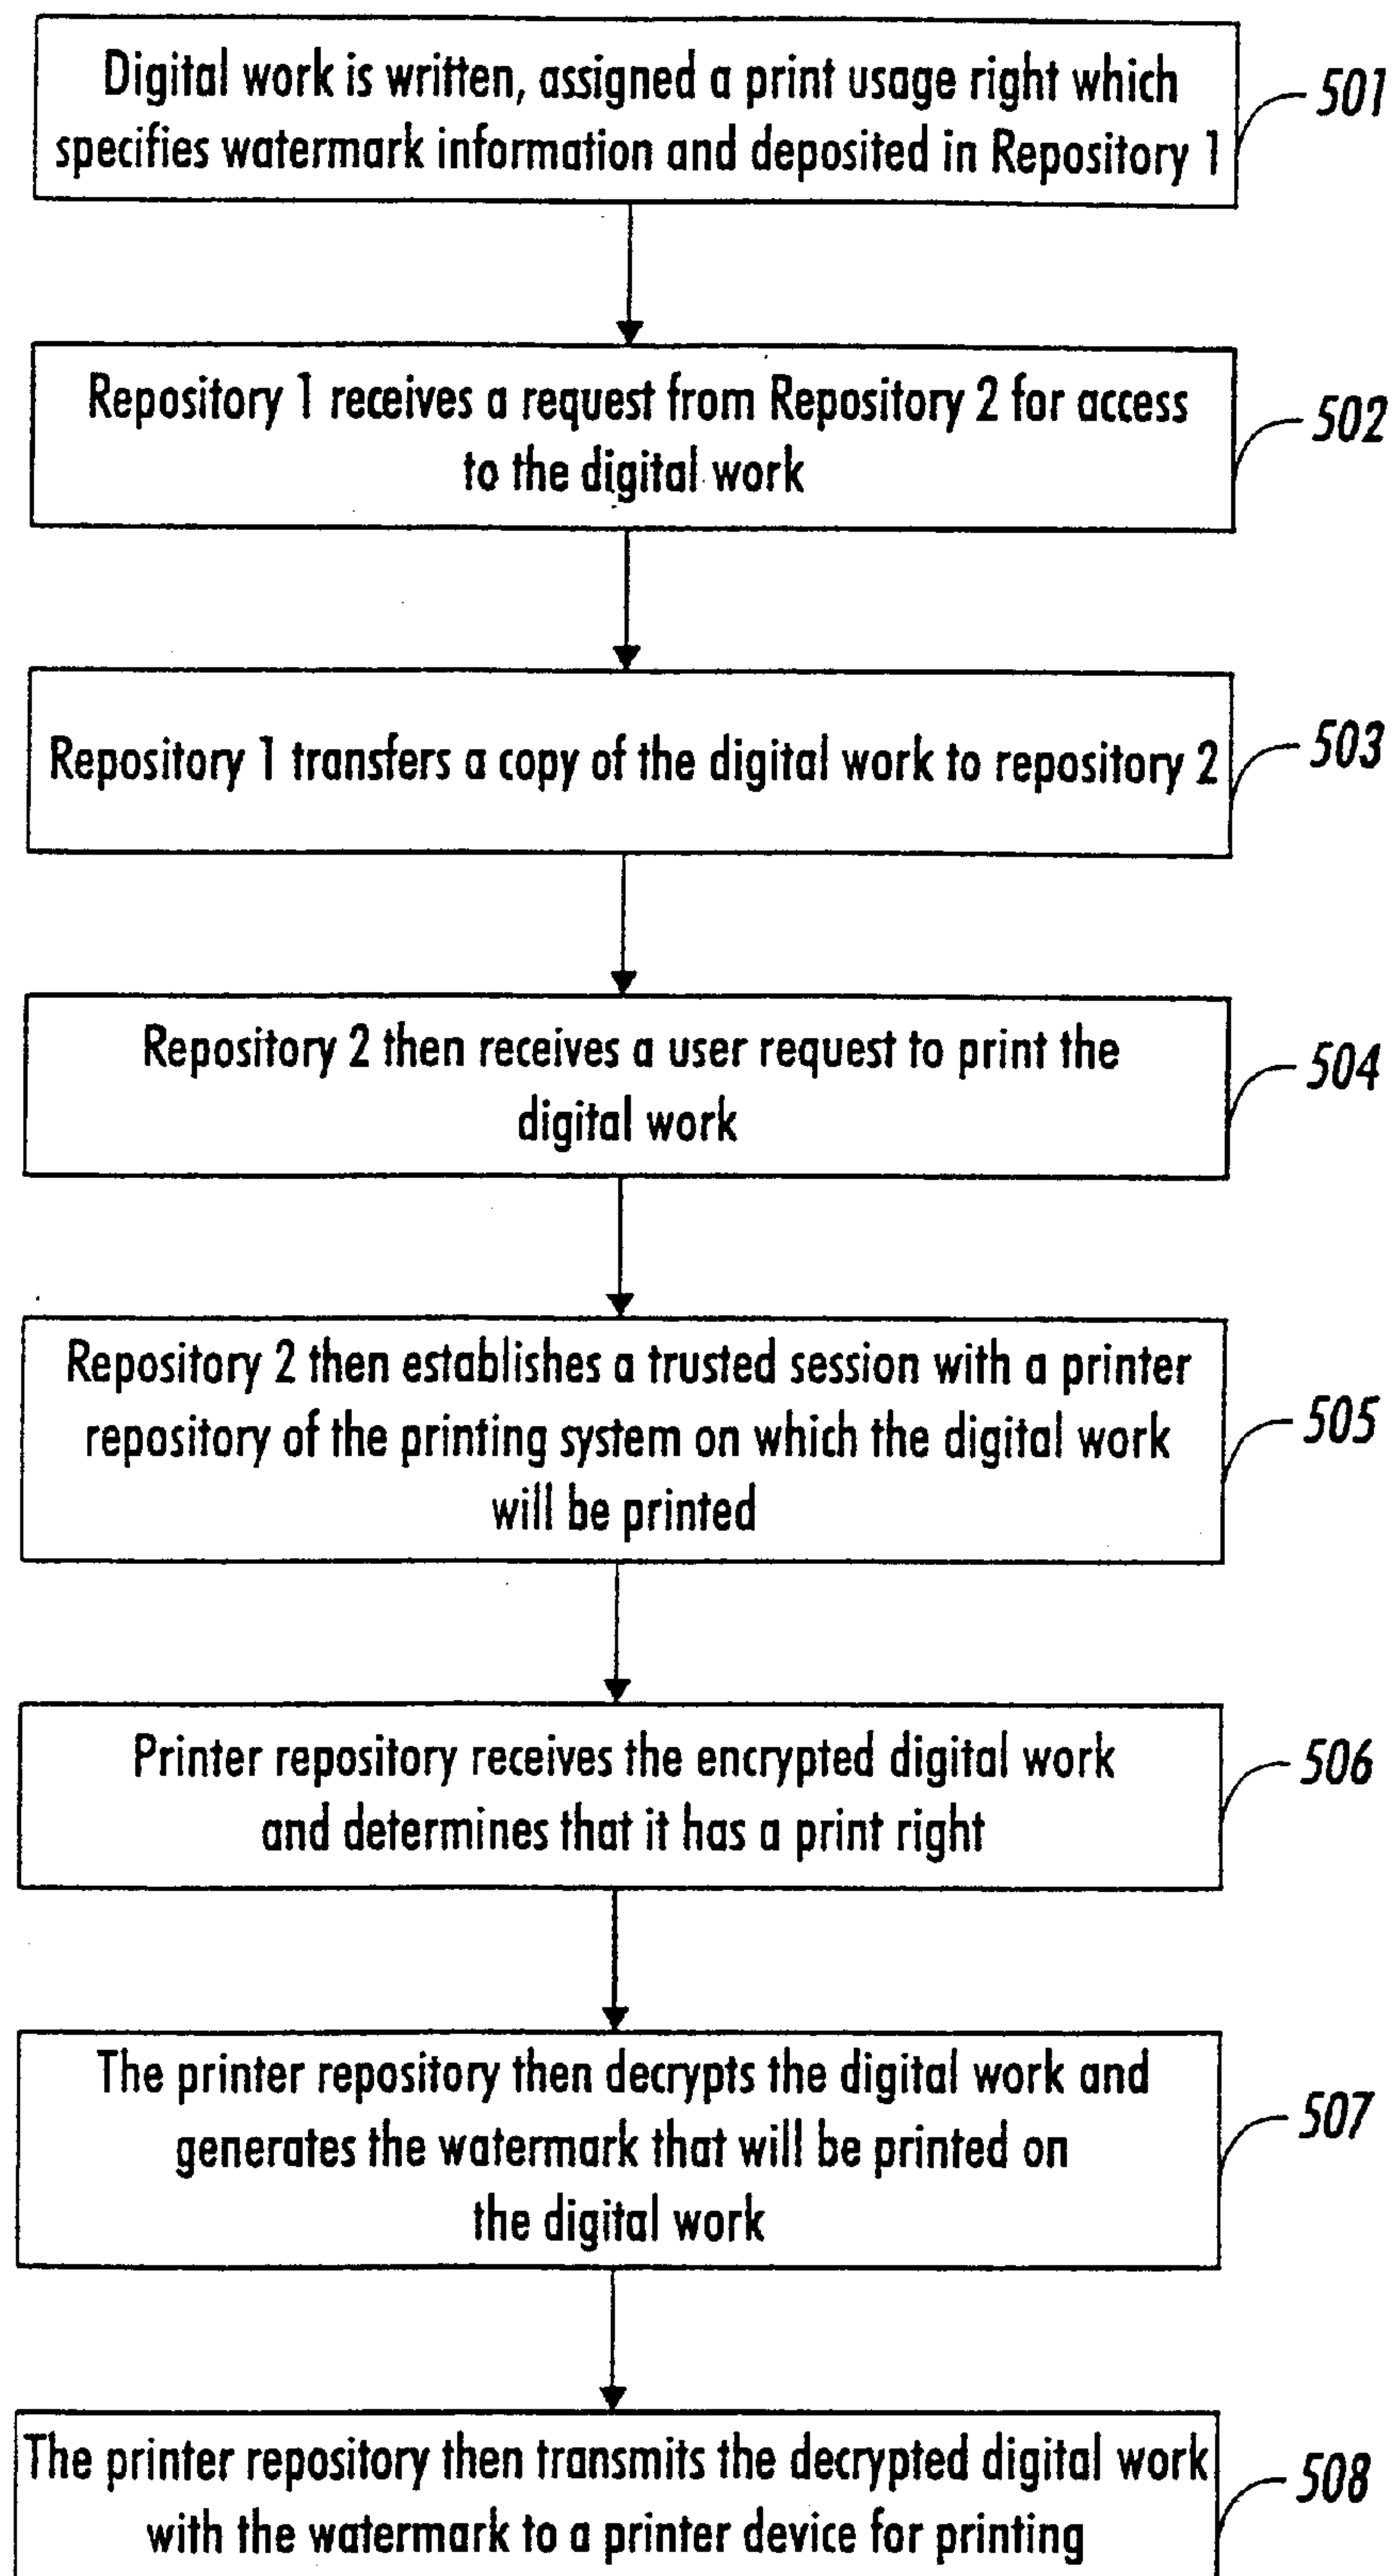 Digital work is written, assigned a print usage right which
specifies watermark information and deposited in Repository 1
501
Repository 1 receives a request from Repository 2 for access
to the digital work
502
Repository 1 transfers a copy of the digital work to repository 2
503
Repository 2 then receives a user request to print the
digital work
504
Repository 2 then establishes a trusted session with a printer
repository of the printing system on which the digital work
will be printed
505
Printer repository receives the encrypted digital work
and determines that it has a print right
506
The printer repository then decrypts the digital work and
generates the watermark that will be printed on
the digital work
507
The printer repository then transmits the decrypted digital work
with the watermark to a printer device for printing
508